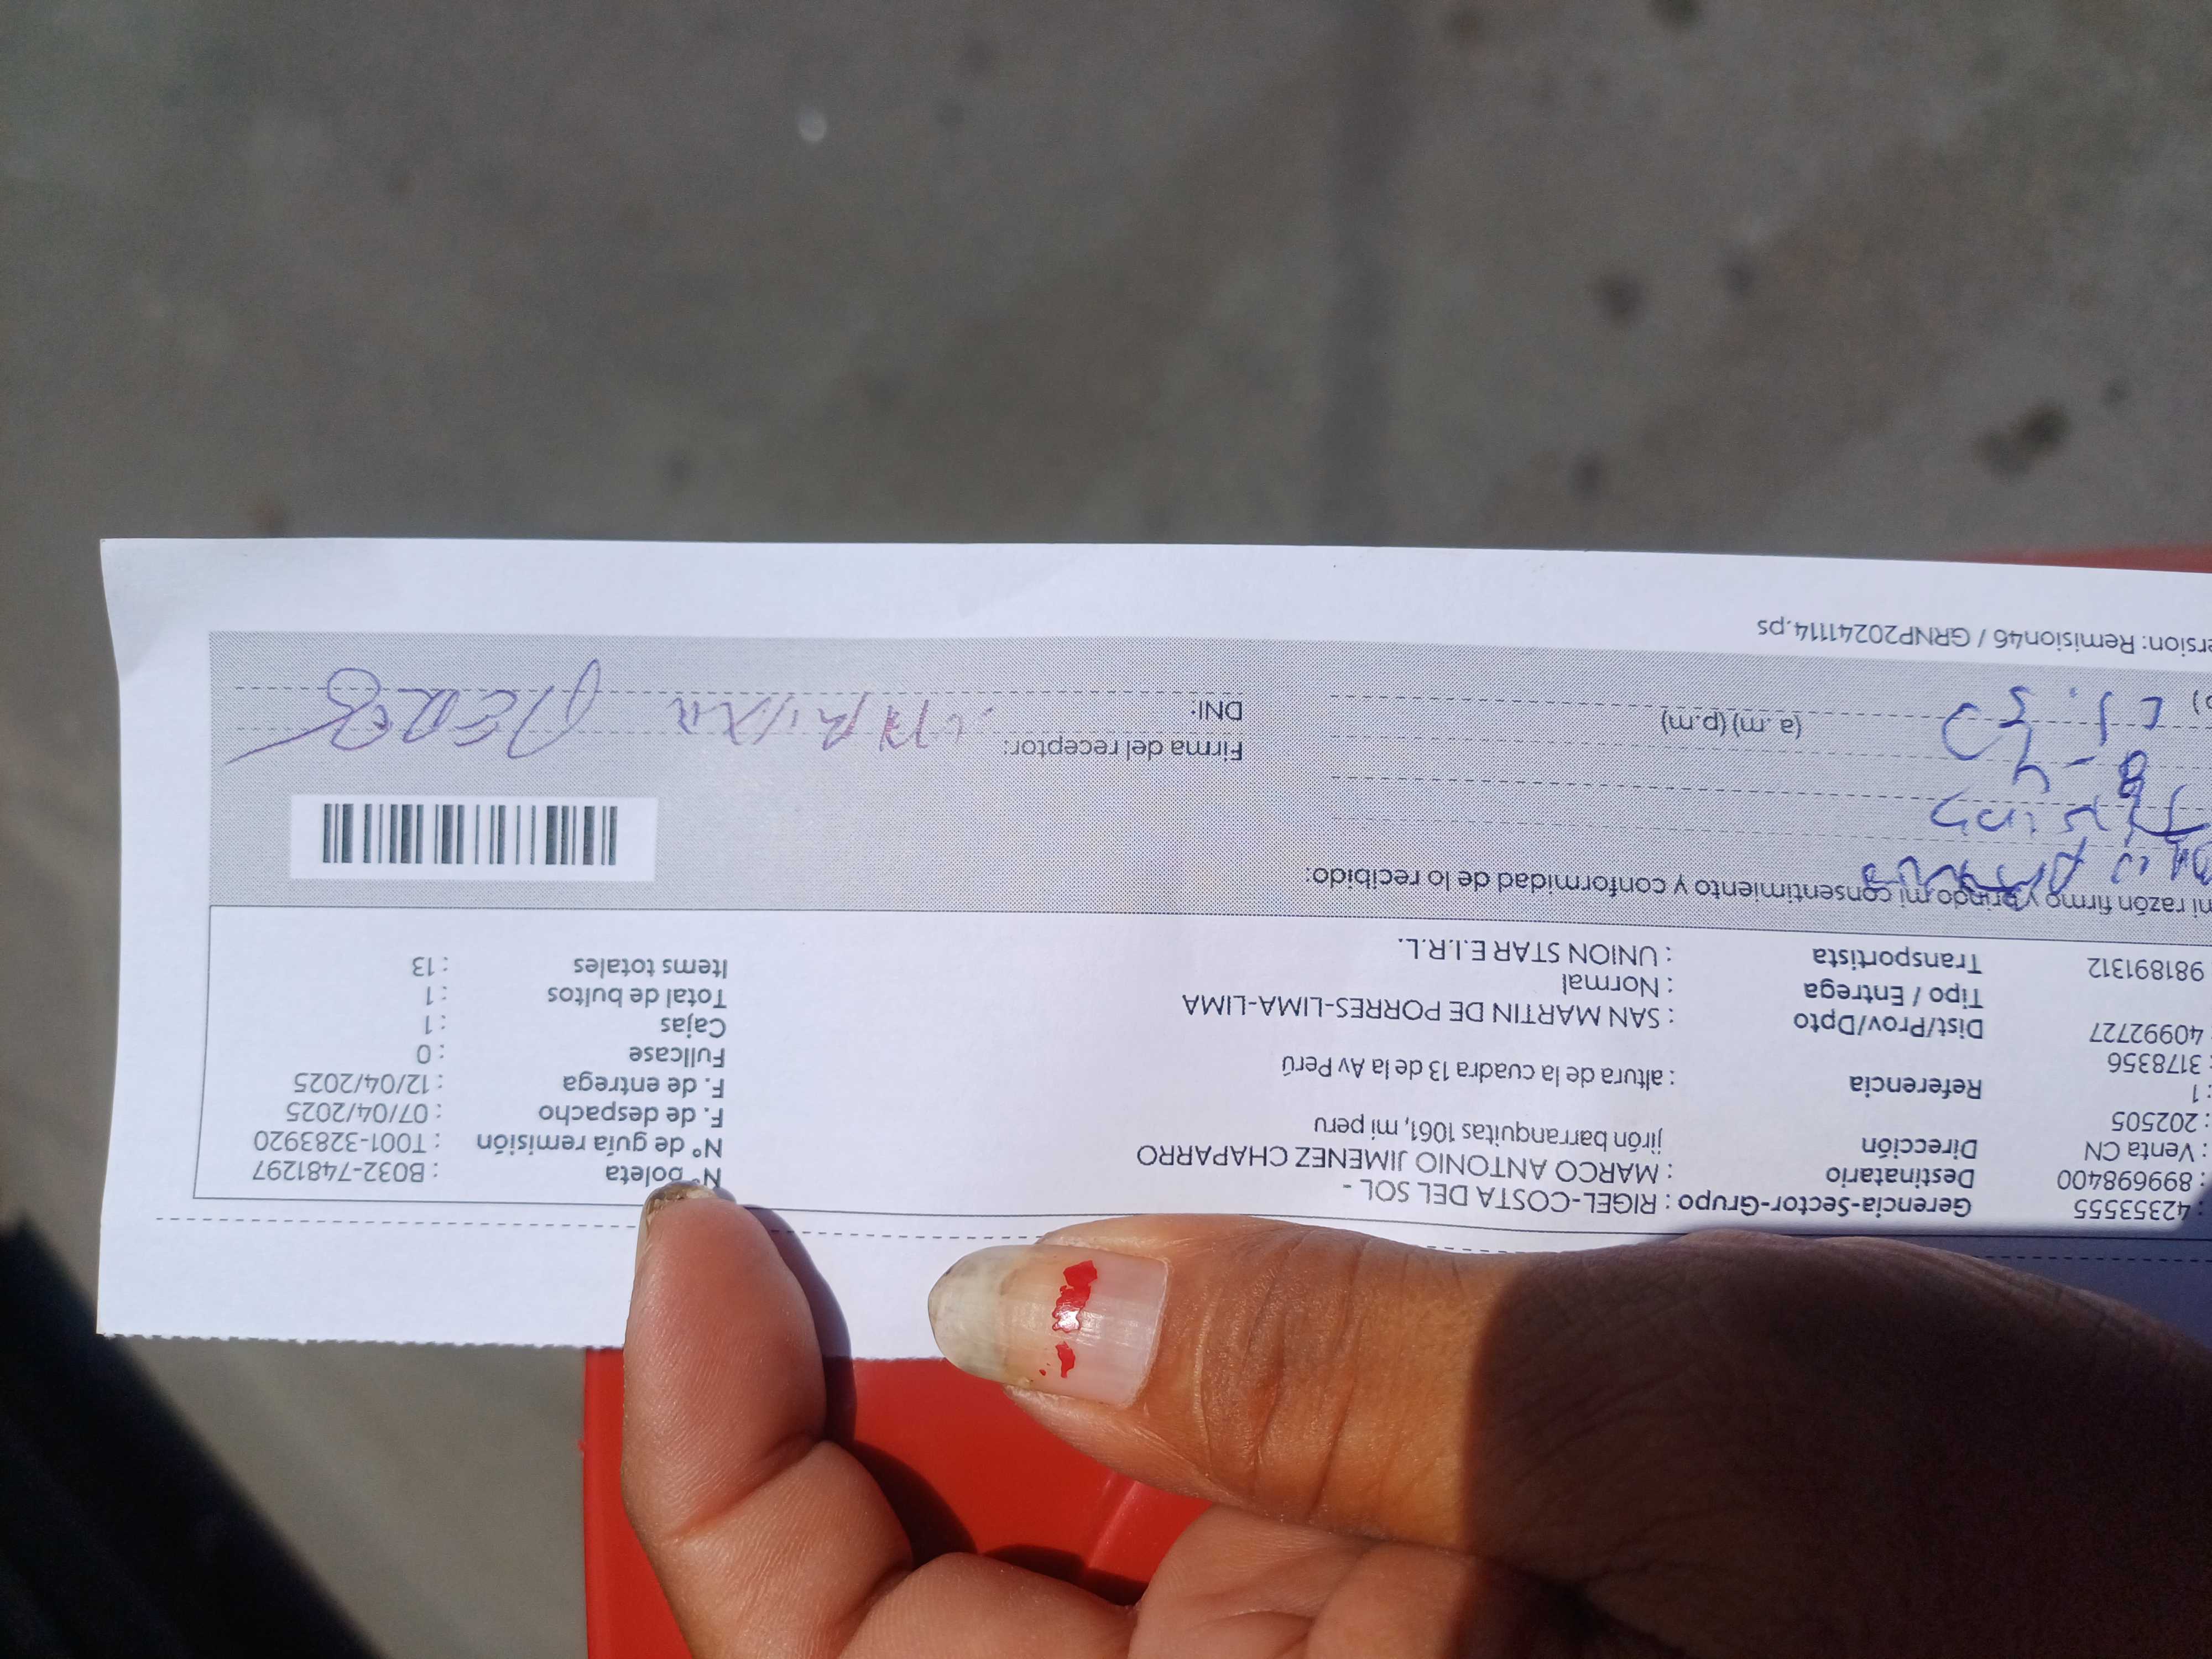 : 42353555 Gerencia-Sector-Grupo : RIGEL-COSTA DEL SOL -
: 899698400 Destinatario : MARCO ANTONIO JIMENEZ CHAPARRO Nº boleta : B032-7481297
: Venta CN Dirección jirón barranquitas 1061, mi peru Nº de guía remisión : T001-3283920
: 202505 F. de despacho : 07/04/2025
: 1 Referencia : altura de la cuadra 13 de la Av Perú F. de entrega : 12/04/2025
: 3178356 Fullcase : 0
: 40992727 Dist/Prov/Dpto : SAN MARTIN DE PORRES-LIMA-LIMA Cajas : 1
Tipo / Entrega : Normal Total de bultos : 1
981891312 Transportista : UNION STAR E.I.R.L. Items totales : 13
mi razón firmo y brindo mi consentimiento y conformidad de lo recibido:
Firma del receptor:
(a.m) (p.m) DNI:
ersion: Remision46 / GRNP20241114.ps